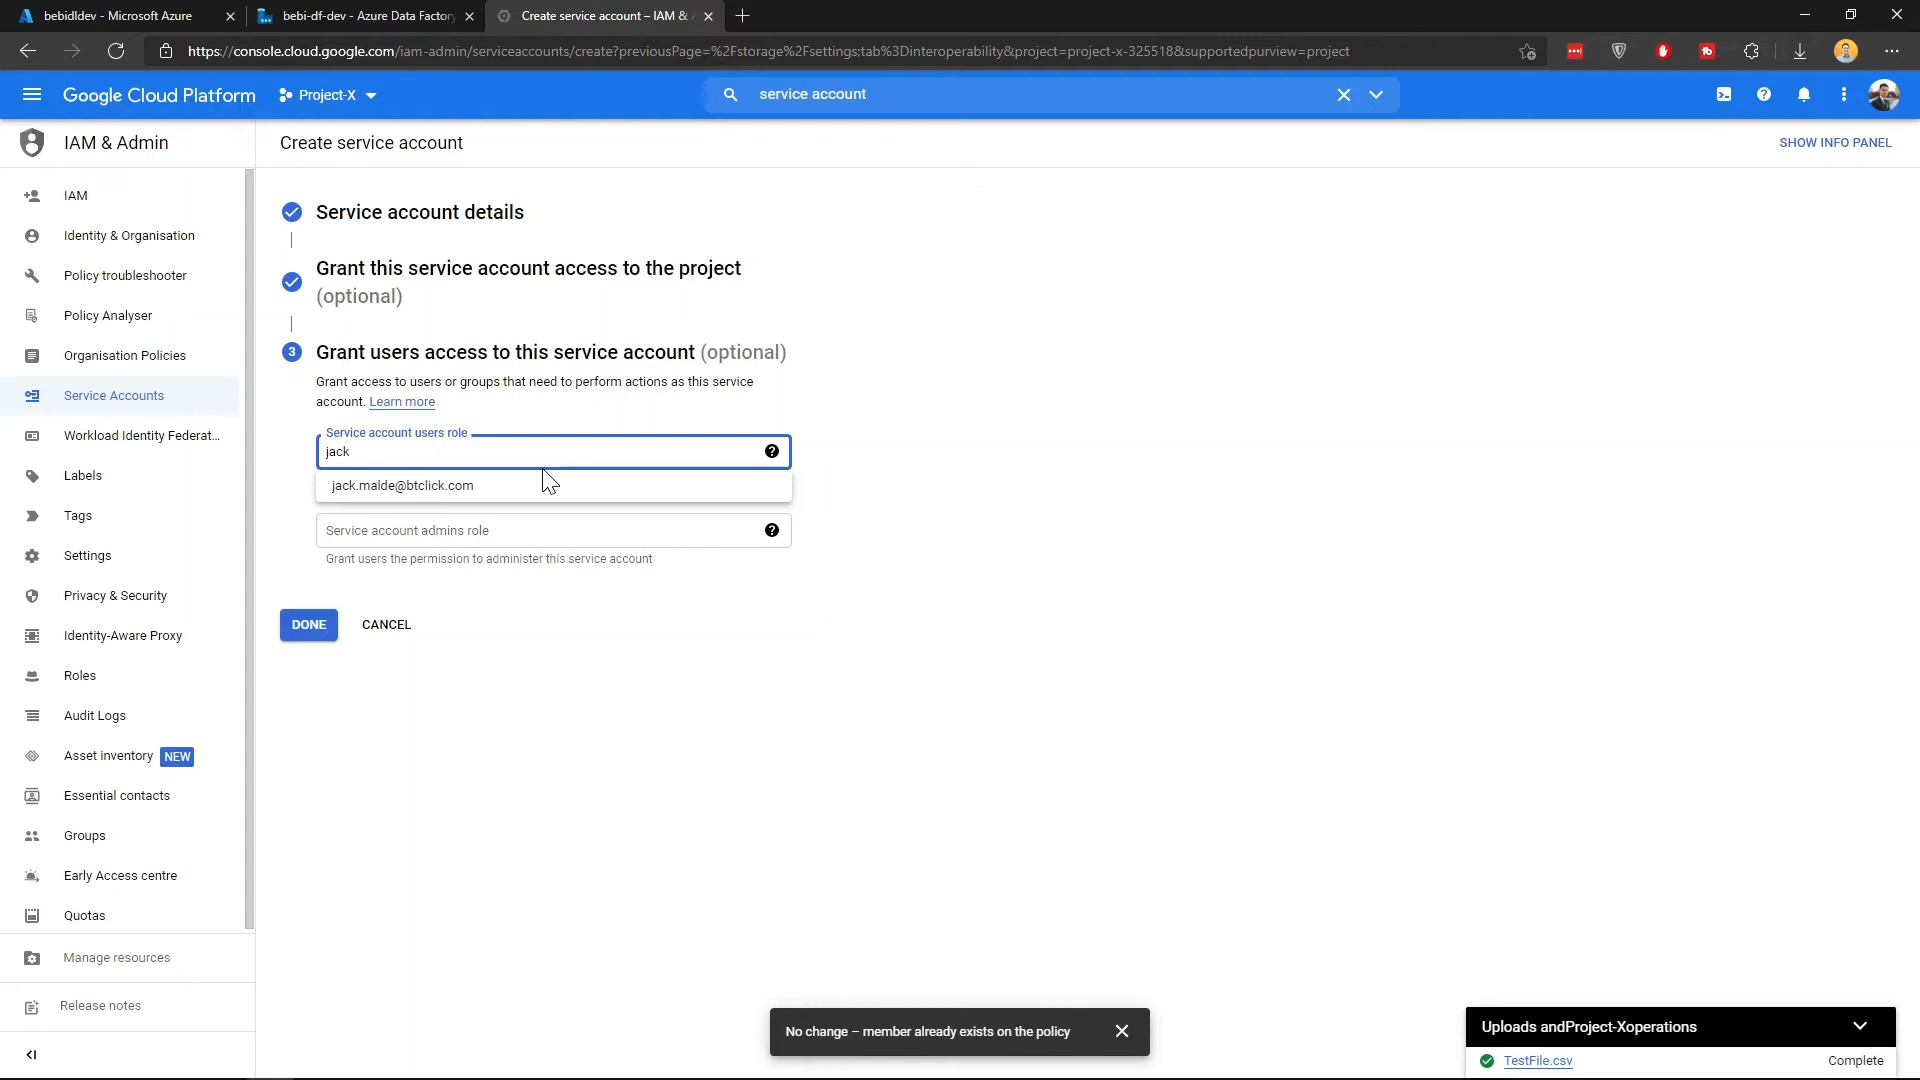 bebidldev - Microsoft Azure
bebi-df-dev - Azure Data Factory
Create service account – IAM &
https://console.cloud.google.com/iam-admin/serviceaccounts/create?previousPage=%2Fstorage%2Fsettings;tab%3Dinteroperability&project=project-x-325518&supportedpurview=project
Google Cloud Platform
Project-X
service account
IAM & Admin
Create service account
SHOW INFO PANEL
IAM
Identity & Organisation
Policy troubleshooter
Policy Analyser
Organisation Policies
Service Accounts
Workload Identity Federat...
Labels
Tags
Settings
Privacy & Security
Identity-Aware Proxy
Roles
Audit Logs
Asset inventory NEW
Essential contacts
Groups
Early Access centre
Quotas
Manage resources
Release notes
Service account details
Grant this service account access to the project
(optional)
3 Grant users access to this service account (optional)
Grant access to users or groups that need to perform actions as this service
account. Learn more
Service account users role
jack
jack.malde@btclick.com
Service account admins role
Grant users the permission to administer this service account
DONE
CANCEL
No change – member already exists on the policy
Uploads andProject-Xoperations
TestFile.csv
Complete